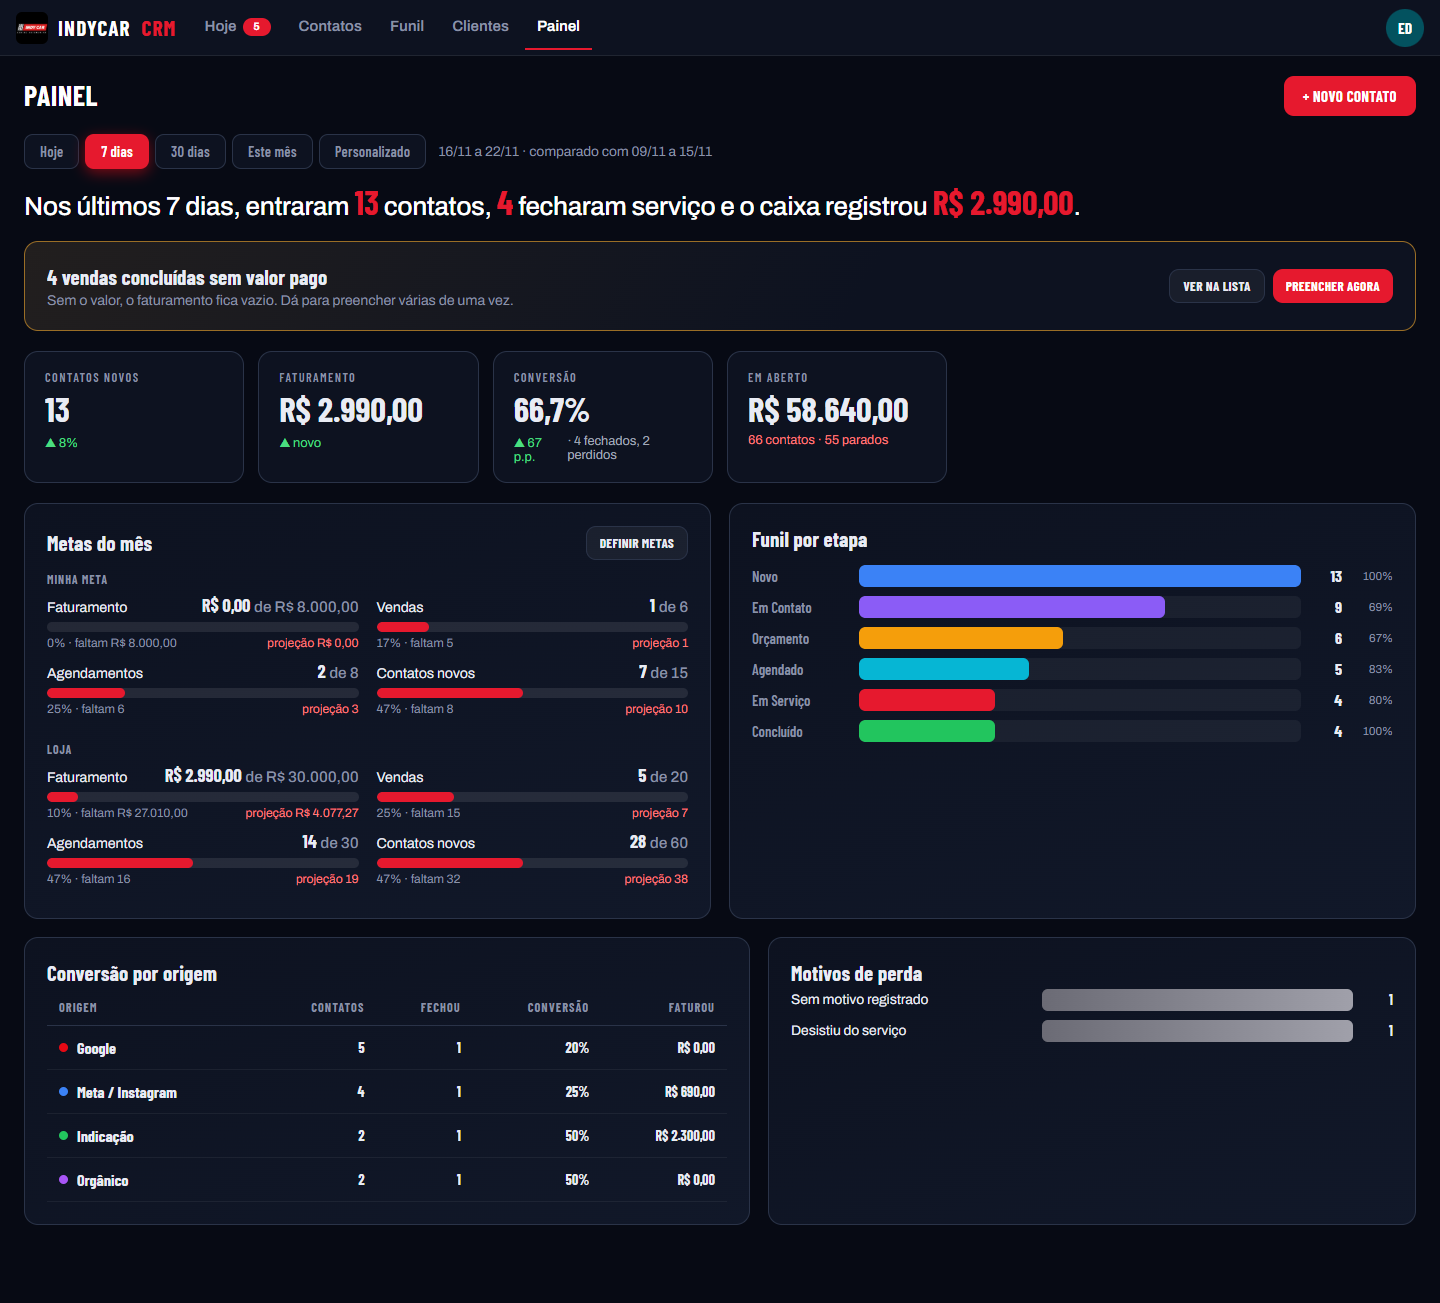 INDYCAR CRM
Hoje 5
Contatos
Funil
Clientes
Painel
ED
PAINEL
+ NOVO CONTATO
Hoje
7 dias
30 dias
Este mês
Personalizado
16/11 a 22/11 · comparado com 09/11 a 15/11
Nos últimos 7 dias, entraram 13 contatos, 4 fecharam serviço e o caixa registrou R$ 2.990,00.
4 vendas concluídas sem valor pago
Sem o valor, o faturamento fica vazio. Dá para preencher várias de uma vez.
VER NA LISTA
PREENCHER AGORA
CONTATOS NOVOS
13
▲ 8%
FATURAMENTO
R$ 2.990,00
▲ novo
CONVERSÃO
66,7%
▲ 67 p.p.
· 4 fechados, 2 perdidos
EM ABERTO
R$ 58.640,00
66 contatos · 55 parados
Metas do mês
DEFINIR METAS
MINHA META
Faturamento R$ 0,00 de R$ 8.000,00
0% · faltam R$ 8.000,00 projeção R$ 0,00
Vendas 1 de 6
17% · faltam 5 projeção 1
Agendamentos 2 de 8
25% · faltam 6 projeção 3
Contatos novos 7 de 15
47% · faltam 8 projeção 10
LOJA
Faturamento R$ 2.990,00 de R$ 30.000,00
10% · faltam R$ 27.010,00 projeção R$ 4.077,27
Vendas 5 de 20
25% · faltam 15 projeção 7
Agendamentos 14 de 30
47% · faltam 16 projeção 19
Contatos novos 28 de 60
47% · faltam 32 projeção 38
Funil por etapa
Novo 13 100%
Em Contato 9 69%
Orçamento 6 67%
Agendado 5 83%
Em Serviço 4 80%
Concluído 4 100%
Conversão por origem
ORIGEM CONTATOS FECHOU CONVERSÃO FATUROU
Google 5 1 20% R$ 0,00
Meta / Instagram 4 1 25% R$ 690,00
Indicação 2 1 50% R$ 2.300,00
Orgânico 2 1 50% R$ 0,00
Motivos de perda
Sem motivo registrado 1
Desistiu do serviço 1